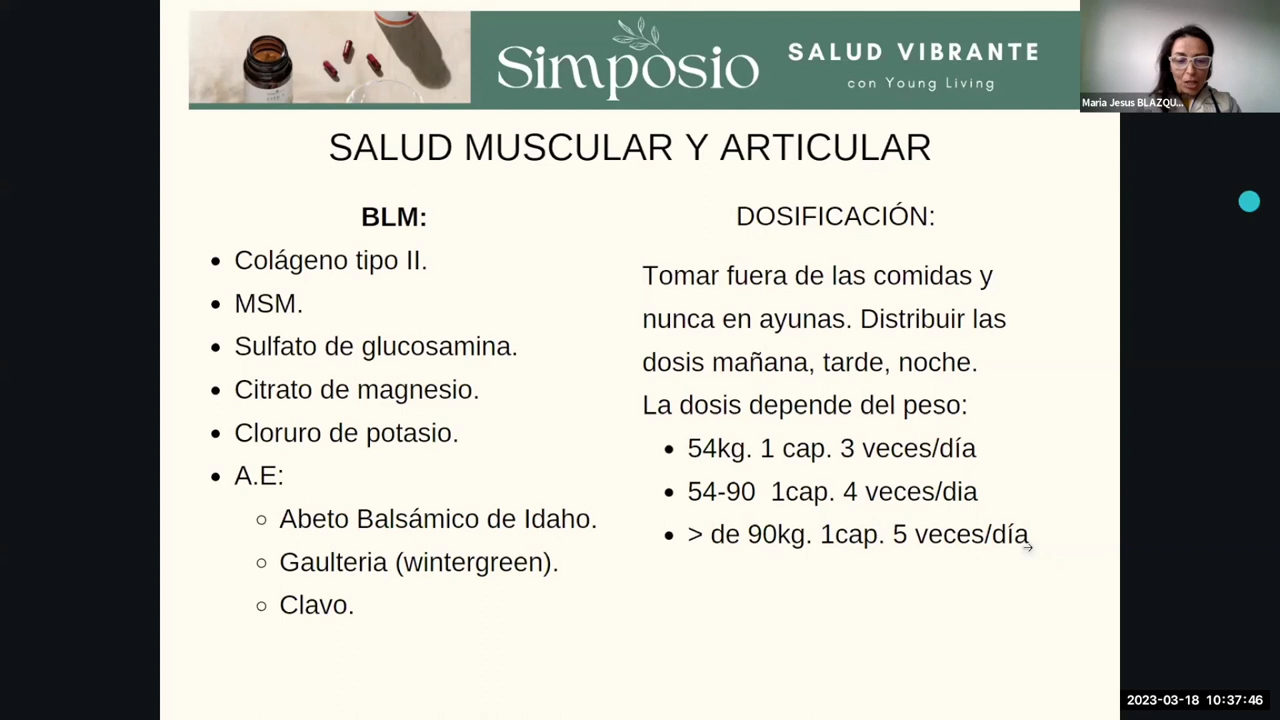 Simposio
SALUD VIBRANTE
con Young Living
Maria Jesus BLAZQU...
SALUD MUSCULAR Y ARTICULAR
BLM:
Colágeno tipo II.
MSM.
Sulfato de glucosamina.
Citrato de magnesio.
Cloruro de potasio.
A.E:
Abeto Balsámico de Idaho.
Gaulteria (wintergreen).
Clavo.
DOSIFICACIÓN:
Tomar fuera de las comidas y
nunca en ayunas. Distribuir las
dosis mañana, tarde, noche.
La dosis depende del peso:
54kg. 1 cap. 3 veces/día
54-90  1cap. 4 veces/dia
> de 90kg. 1cap. 5 veces/día
2023-03-18 10:37:46